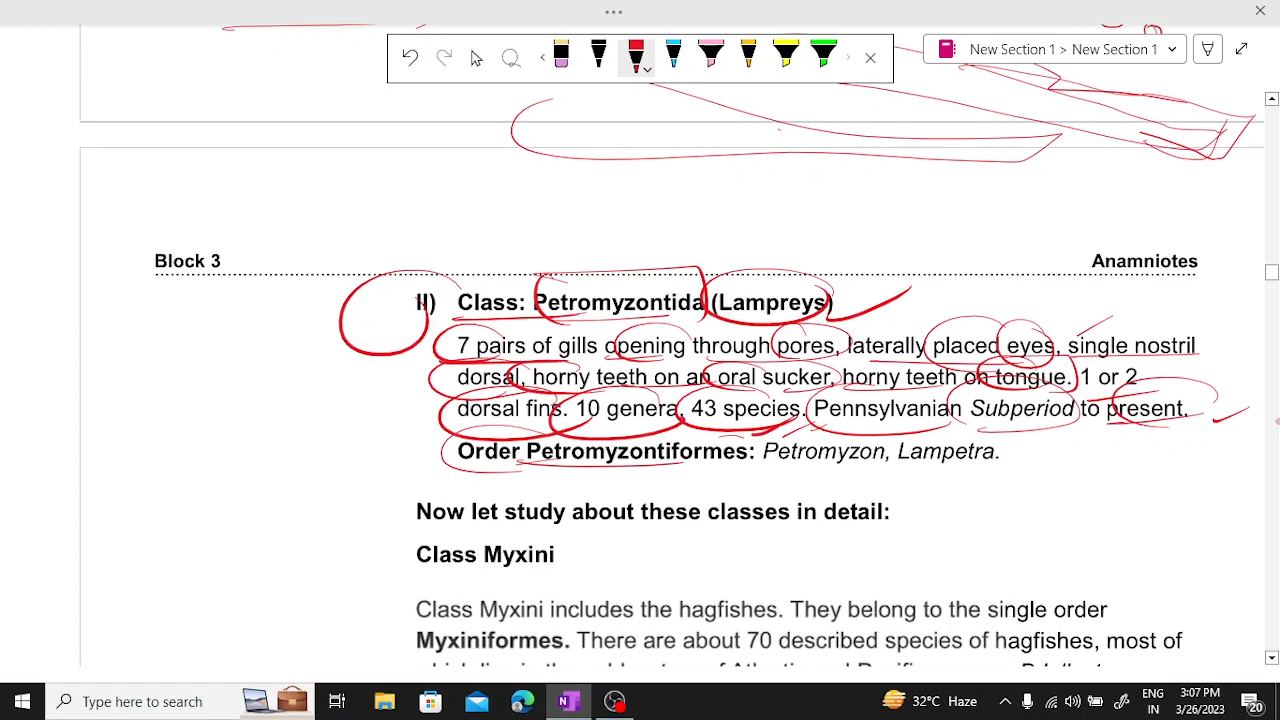 New Section 1 > New Section 1
Block 3
Anamniotes
II) Class: Petromyzontida (Lampreys)
7 pairs of gills opening through pores, laterally placed eyes, single nostril
dorsal, horny teeth on an oral sucker, horny teeth on tongue. 1 or 2
dorsal fins. 10 genera, 43 species. Pennsylvanian Subperiod to present.
Order Petromyzontiformes: Petromyzon, Lampetra.
Now let study about these classes in detail:
Class Myxini
Class Myxini includes the hagfishes. They belong to the single order
Myxiniformes. There are about 70 described species of hagfishes, most of
Type here to search
32°C Haze
ENG
IN
3:07 PM
3/26/2023
20